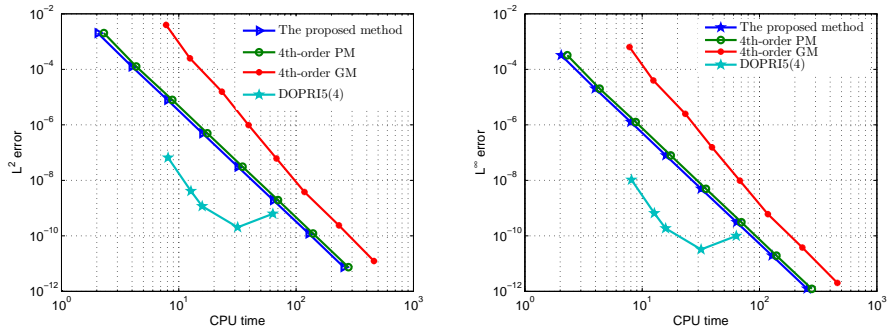 10^-2
10^-4
10^-6
10^-8
10^-10
10^-12
L^2 error
10^0
10^1
10^2
10^3
CPU time
The proposed method
4th-order PM
4th-order GM
DOPRI5(4)
10^-2
10^-4
10^-6
10^-8
10^-10
10^-12
L^∞ error
10^0
10^1
10^2
10^3
CPU time
The proposed method
4th-order PM
4th-order GM
DOPRI5(4)